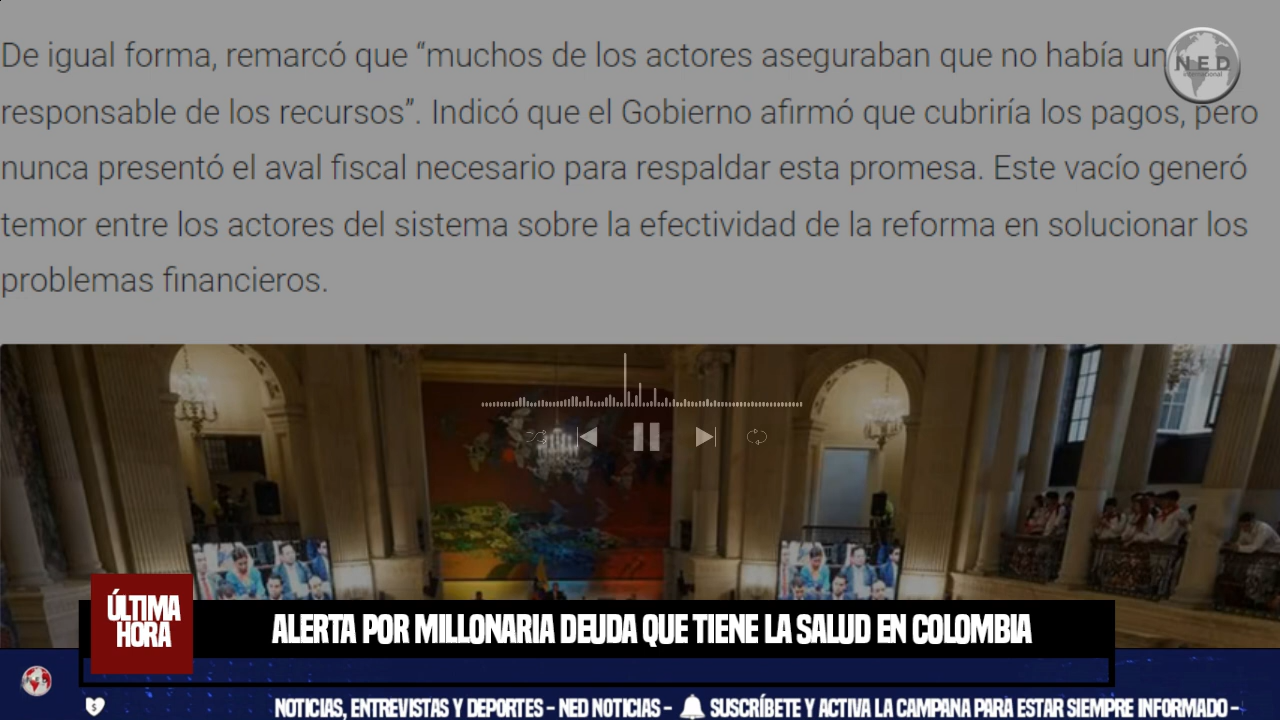 De igual forma, remarcó que “muchos de los actores aseguraban que no había un
responsable de los recursos”. Indicó que el Gobierno afirmó que cubriría los pagos, pero
nunca presentó el aval fiscal necesario para respaldar esta promesa. Este vacío generó
temor entre los actores del sistema sobre la efectividad de la reforma en solucionar los
problemas financieros.
NED
international
ÚLTIMA
HORA
ALERTA POR MILLONARIA DEUDA QUE TIENE LA SALUD EN COLOMBIA
NOTICIAS, ENTREVISTAS Y DEPORTES - NED NOTICIAS - SUSCRÍBETE Y ACTIVA LA CAMPANA PARA ESTAR SIEMPRE INFORMADO -